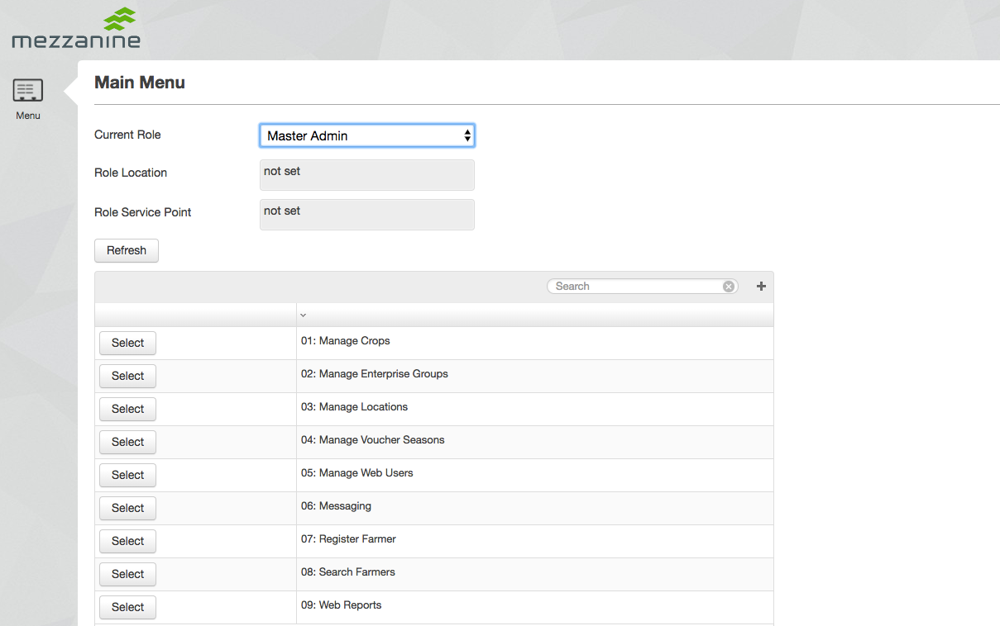 mezzanine
Menu
Main Menu
Current Role
Master Admin
Role Location
not set
Role Service Point
not set
Refresh
Search
Select
01: Manage Crops
Select
02: Manage Enterprise Groups
Select
03: Manage Locations
Select
04: Manage Voucher Seasons
Select
05: Manage Web Users
Select
06: Messaging
Select
07: Register Farmer
Select
08: Search Farmers
Select
09: Web Reports